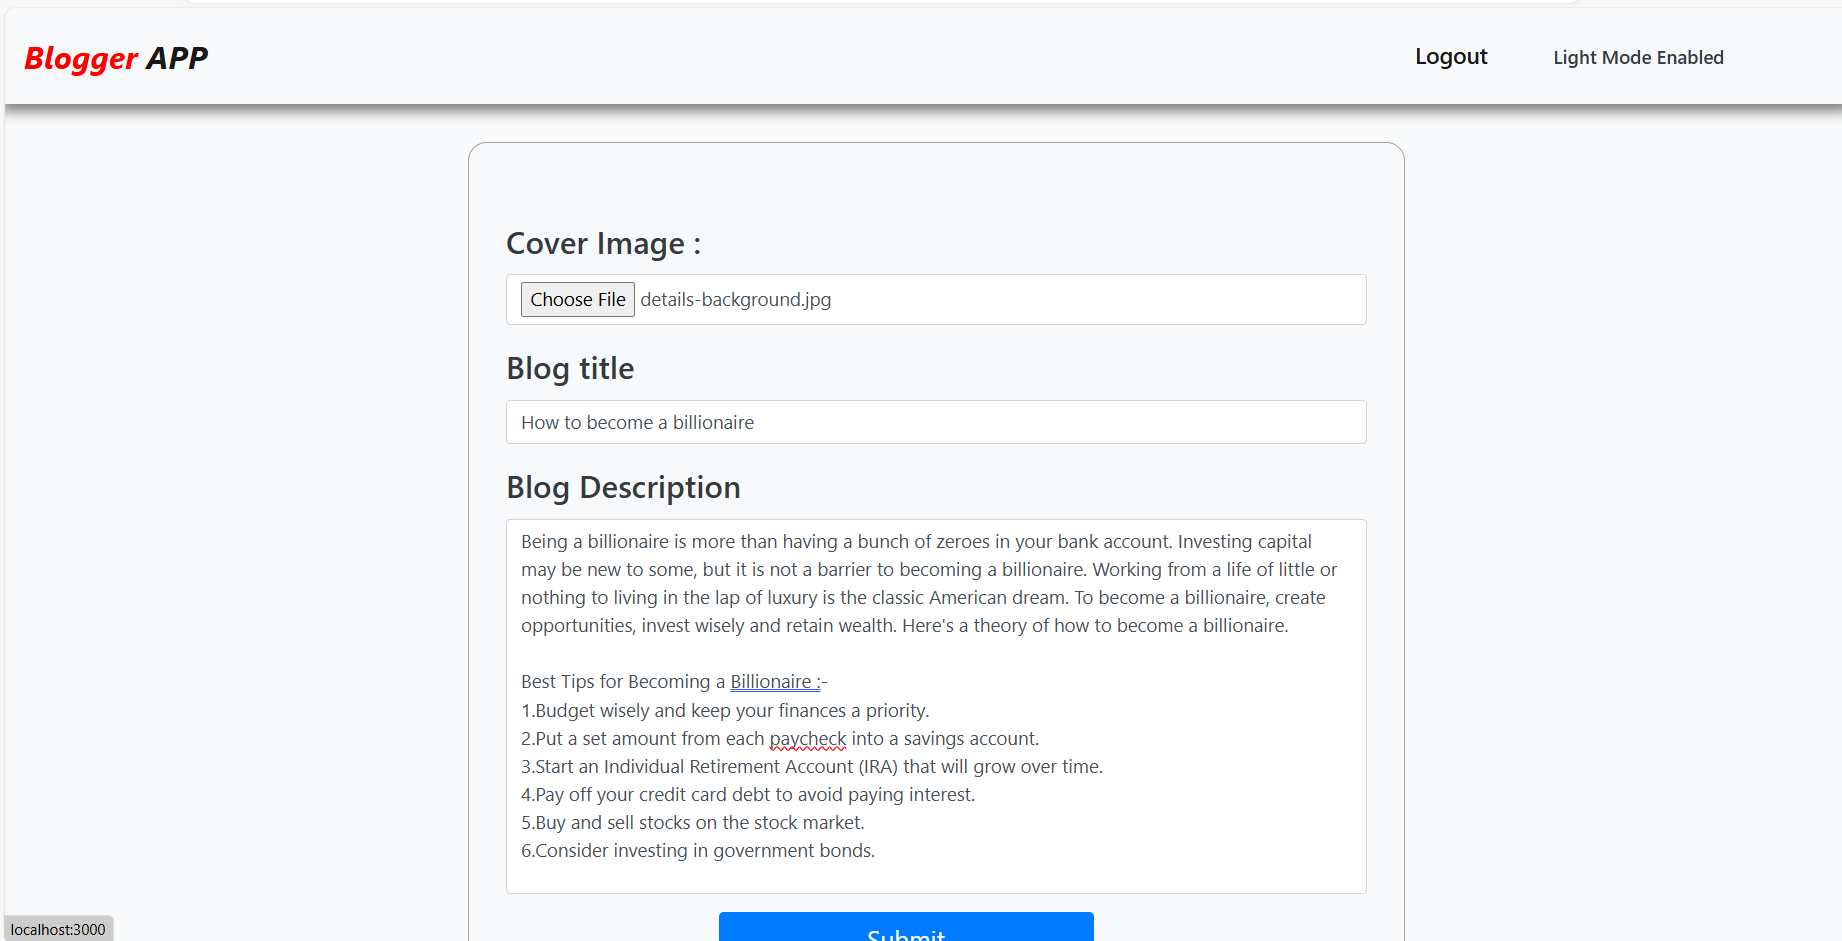 Blogger APP
Logout
Light Mode Enabled
Cover Image :
Choose File details-background.jpg
Blog title
How to become a billionaire
Blog Description
Being a billionaire is more than having a bunch of zeroes in your bank account. Investing capital
may be new to some, but it is not a barrier to becoming a billionaire. Working from a life of little or
nothing to living in the lap of luxury is the classic American dream. To become a billionaire, create
opportunities, invest wisely and retain wealth. Here's a theory of how to become a billionaire.
Best Tips for Becoming a Billionaire :-
1.Budget wisely and keep your finances a priority.
2.Put a set amount from each paycheck into a savings account.
3.Start an Individual Retirement Account (IRA) that will grow over time.
4.Pay off your credit card debt to avoid paying interest.
5.Buy and sell stocks on the stock market.
6.Consider investing in government bonds.
Submit
localhost:3000